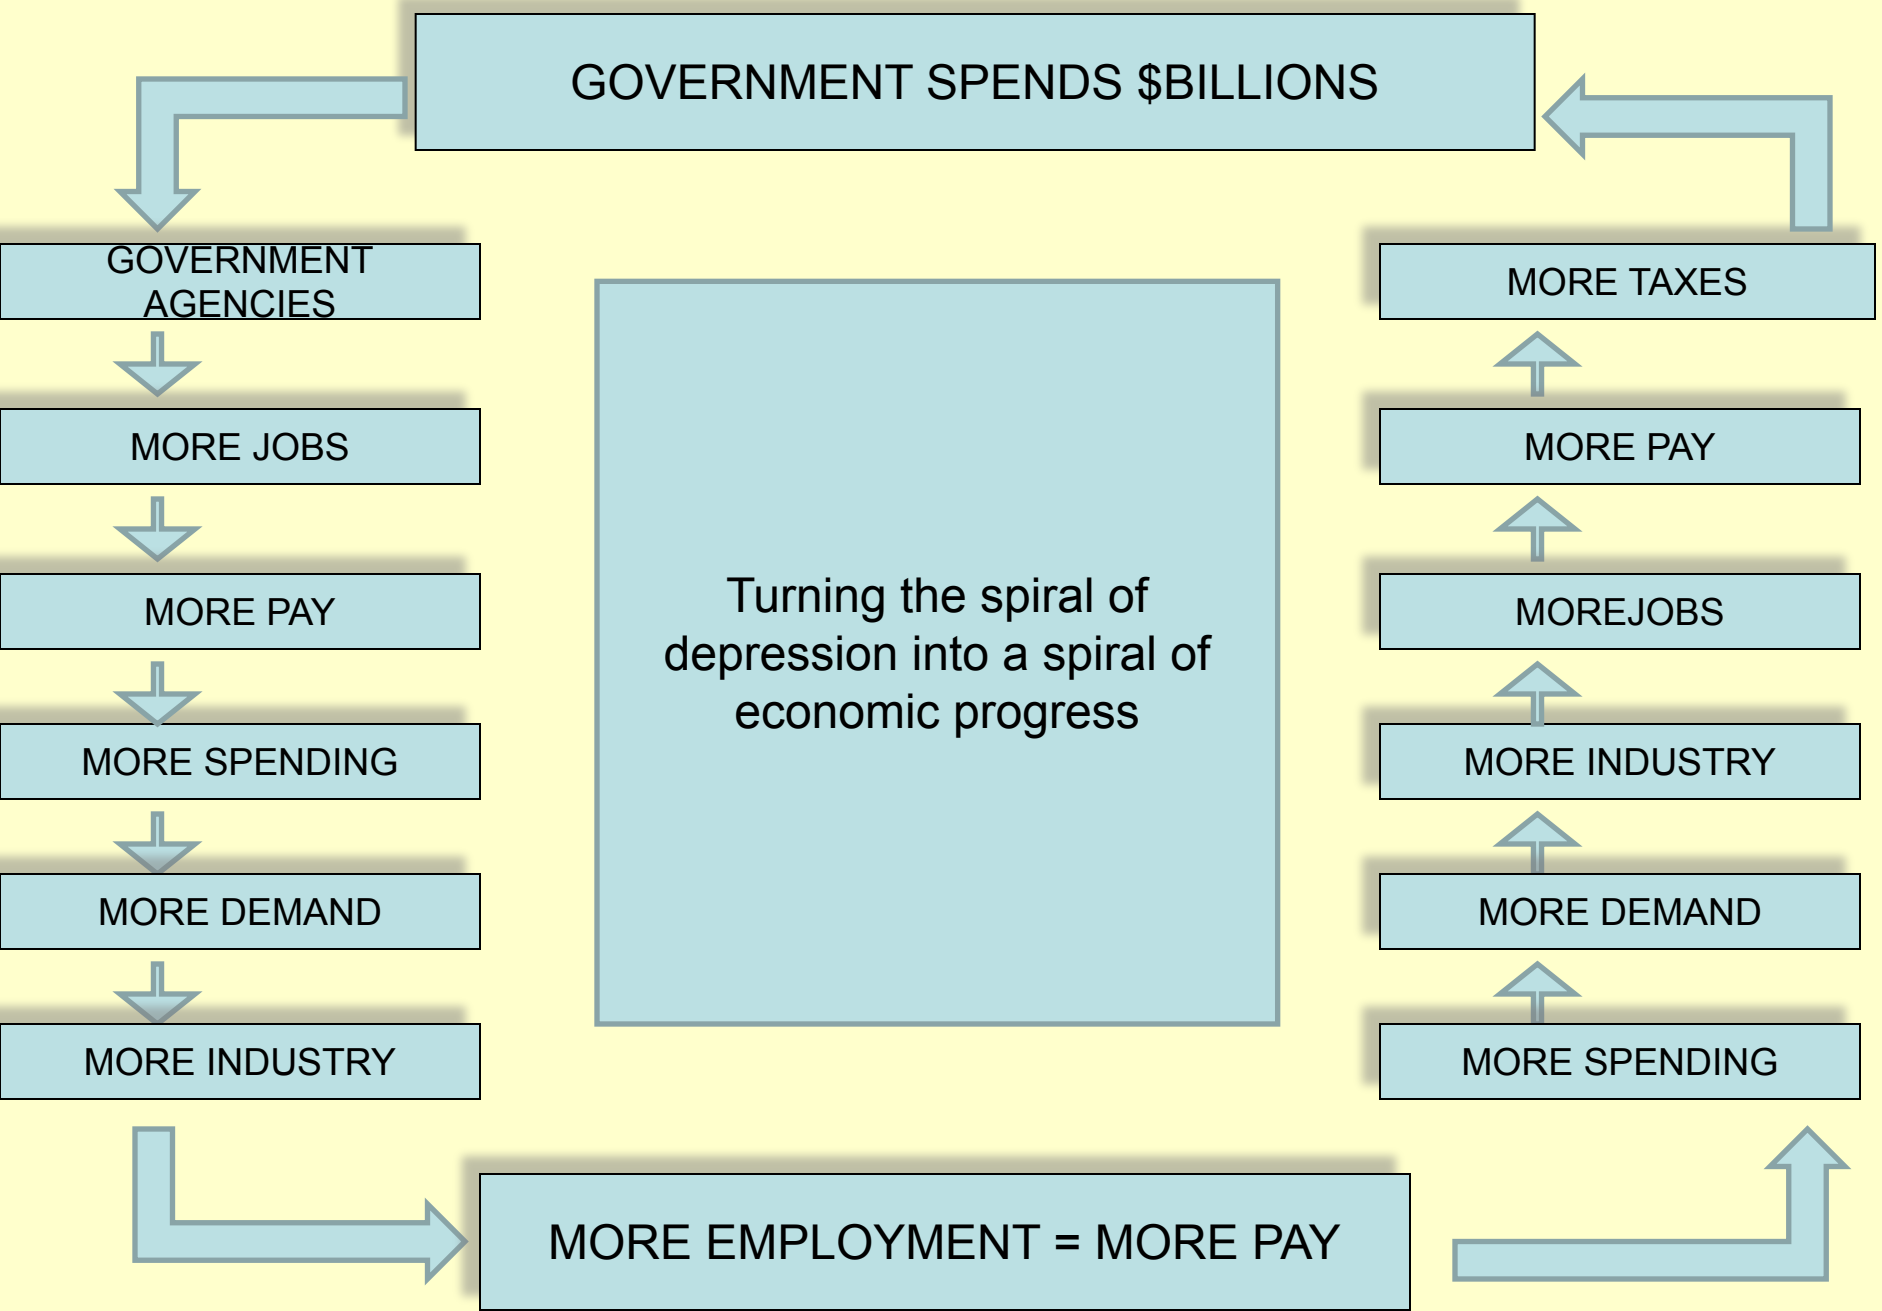 GOVERNMENT SPENDS $BILLIONS
GOVERNMENT
AGENCIES
MORE JOBS
MORE PAY
MORE SPENDING
MORE DEMAND
MORE INDUSTRY
Turning the spiral of
depression into a spiral of
economic progress
MORE EMPLOYMENT = MORE PAY
MORE TAXES
MORE PAY
MOREJOBS
MORE INDUSTRY
MORE DEMAND
MORE SPENDING